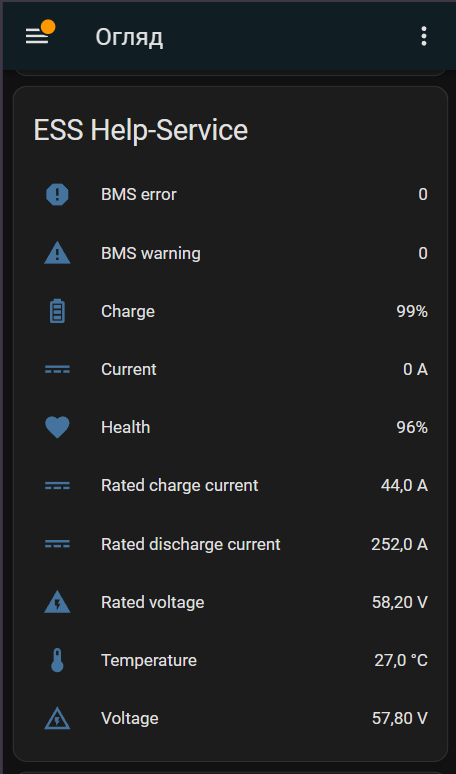 Огляд
ESS Help-Service
BMS error 0
BMS warning 0
Charge 99%
Current 0 A
Health 96%
Rated charge current 44,0 A
Rated discharge current 252,0 A
Rated voltage 58,20 V
Temperature 27,0 °C
Voltage 57,80 V